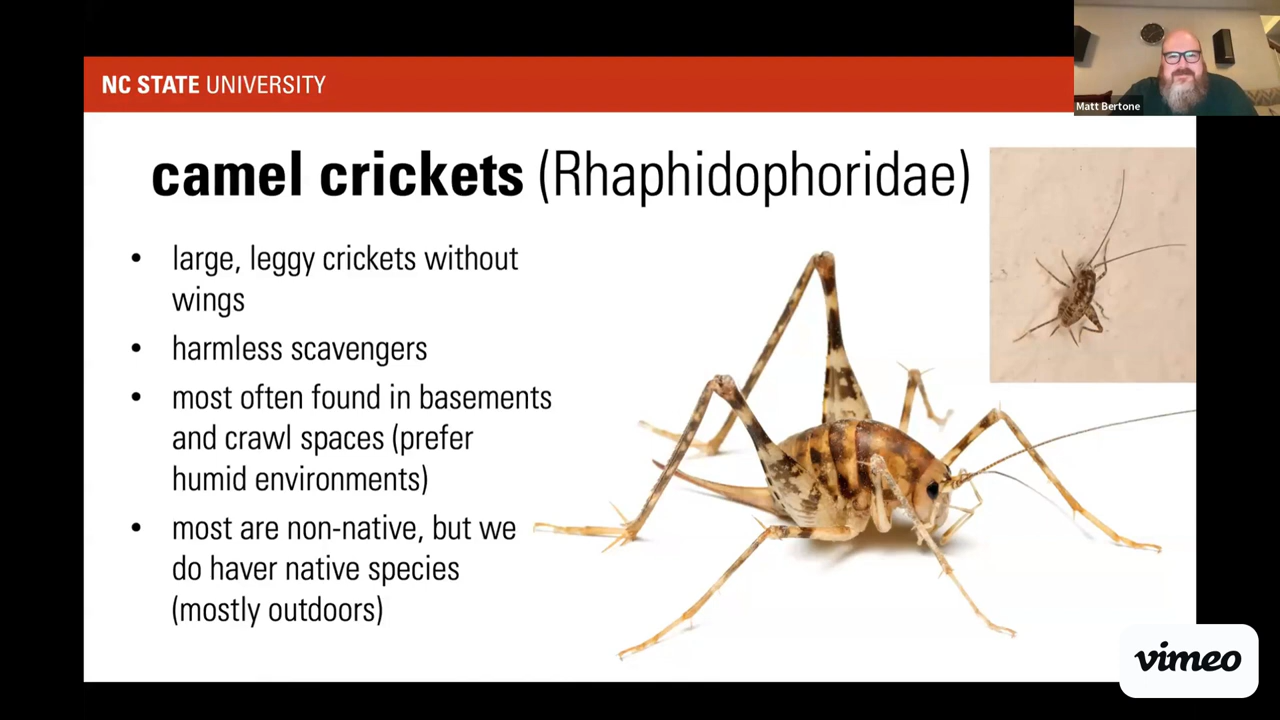 NC STATE UNIVERSITY
Matt Bertone
camel crickets (Rhaphidophoridae)
• large, leggy crickets without
wings
• harmless scavengers
• most often found in basements
and crawl spaces (prefer
humid environments)
• most are non-native, but we
do haver native species
(mostly outdoors)
vimeo